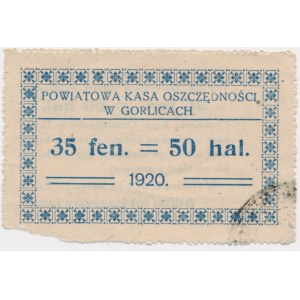 POWIATOWA KASA OSZCZĘDNOŚCI
W GORLICACH.
35 fen. = 50 hal.
1920.